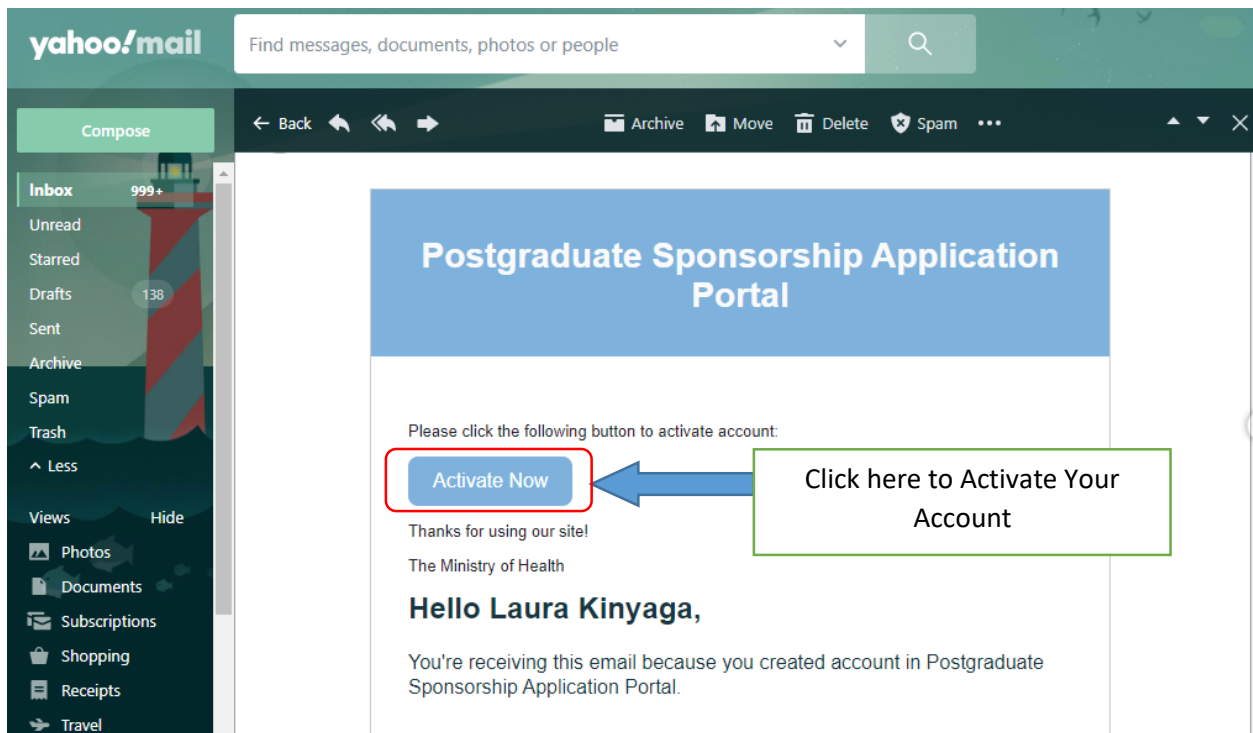 yahoo!mail
Find messages, documents, photos or people
Compose
Back
Archive
Move
Delete
Spam
Inbox 999+
Unread
Starred
Drafts 138
Sent
Archive
Spam
Trash
Less
Views Hide
Photos
Documents
Subscriptions
Shopping
Receipts
Travel
Postgraduate Sponsorship Application
Portal
Please click the following button to activate account:
Activate Now
Click here to Activate Your
Account
Thanks for using our site!
The Ministry of Health
Hello Laura Kinyaga,
You're receiving this email because you created account in Postgraduate
Sponsorship Application Portal.